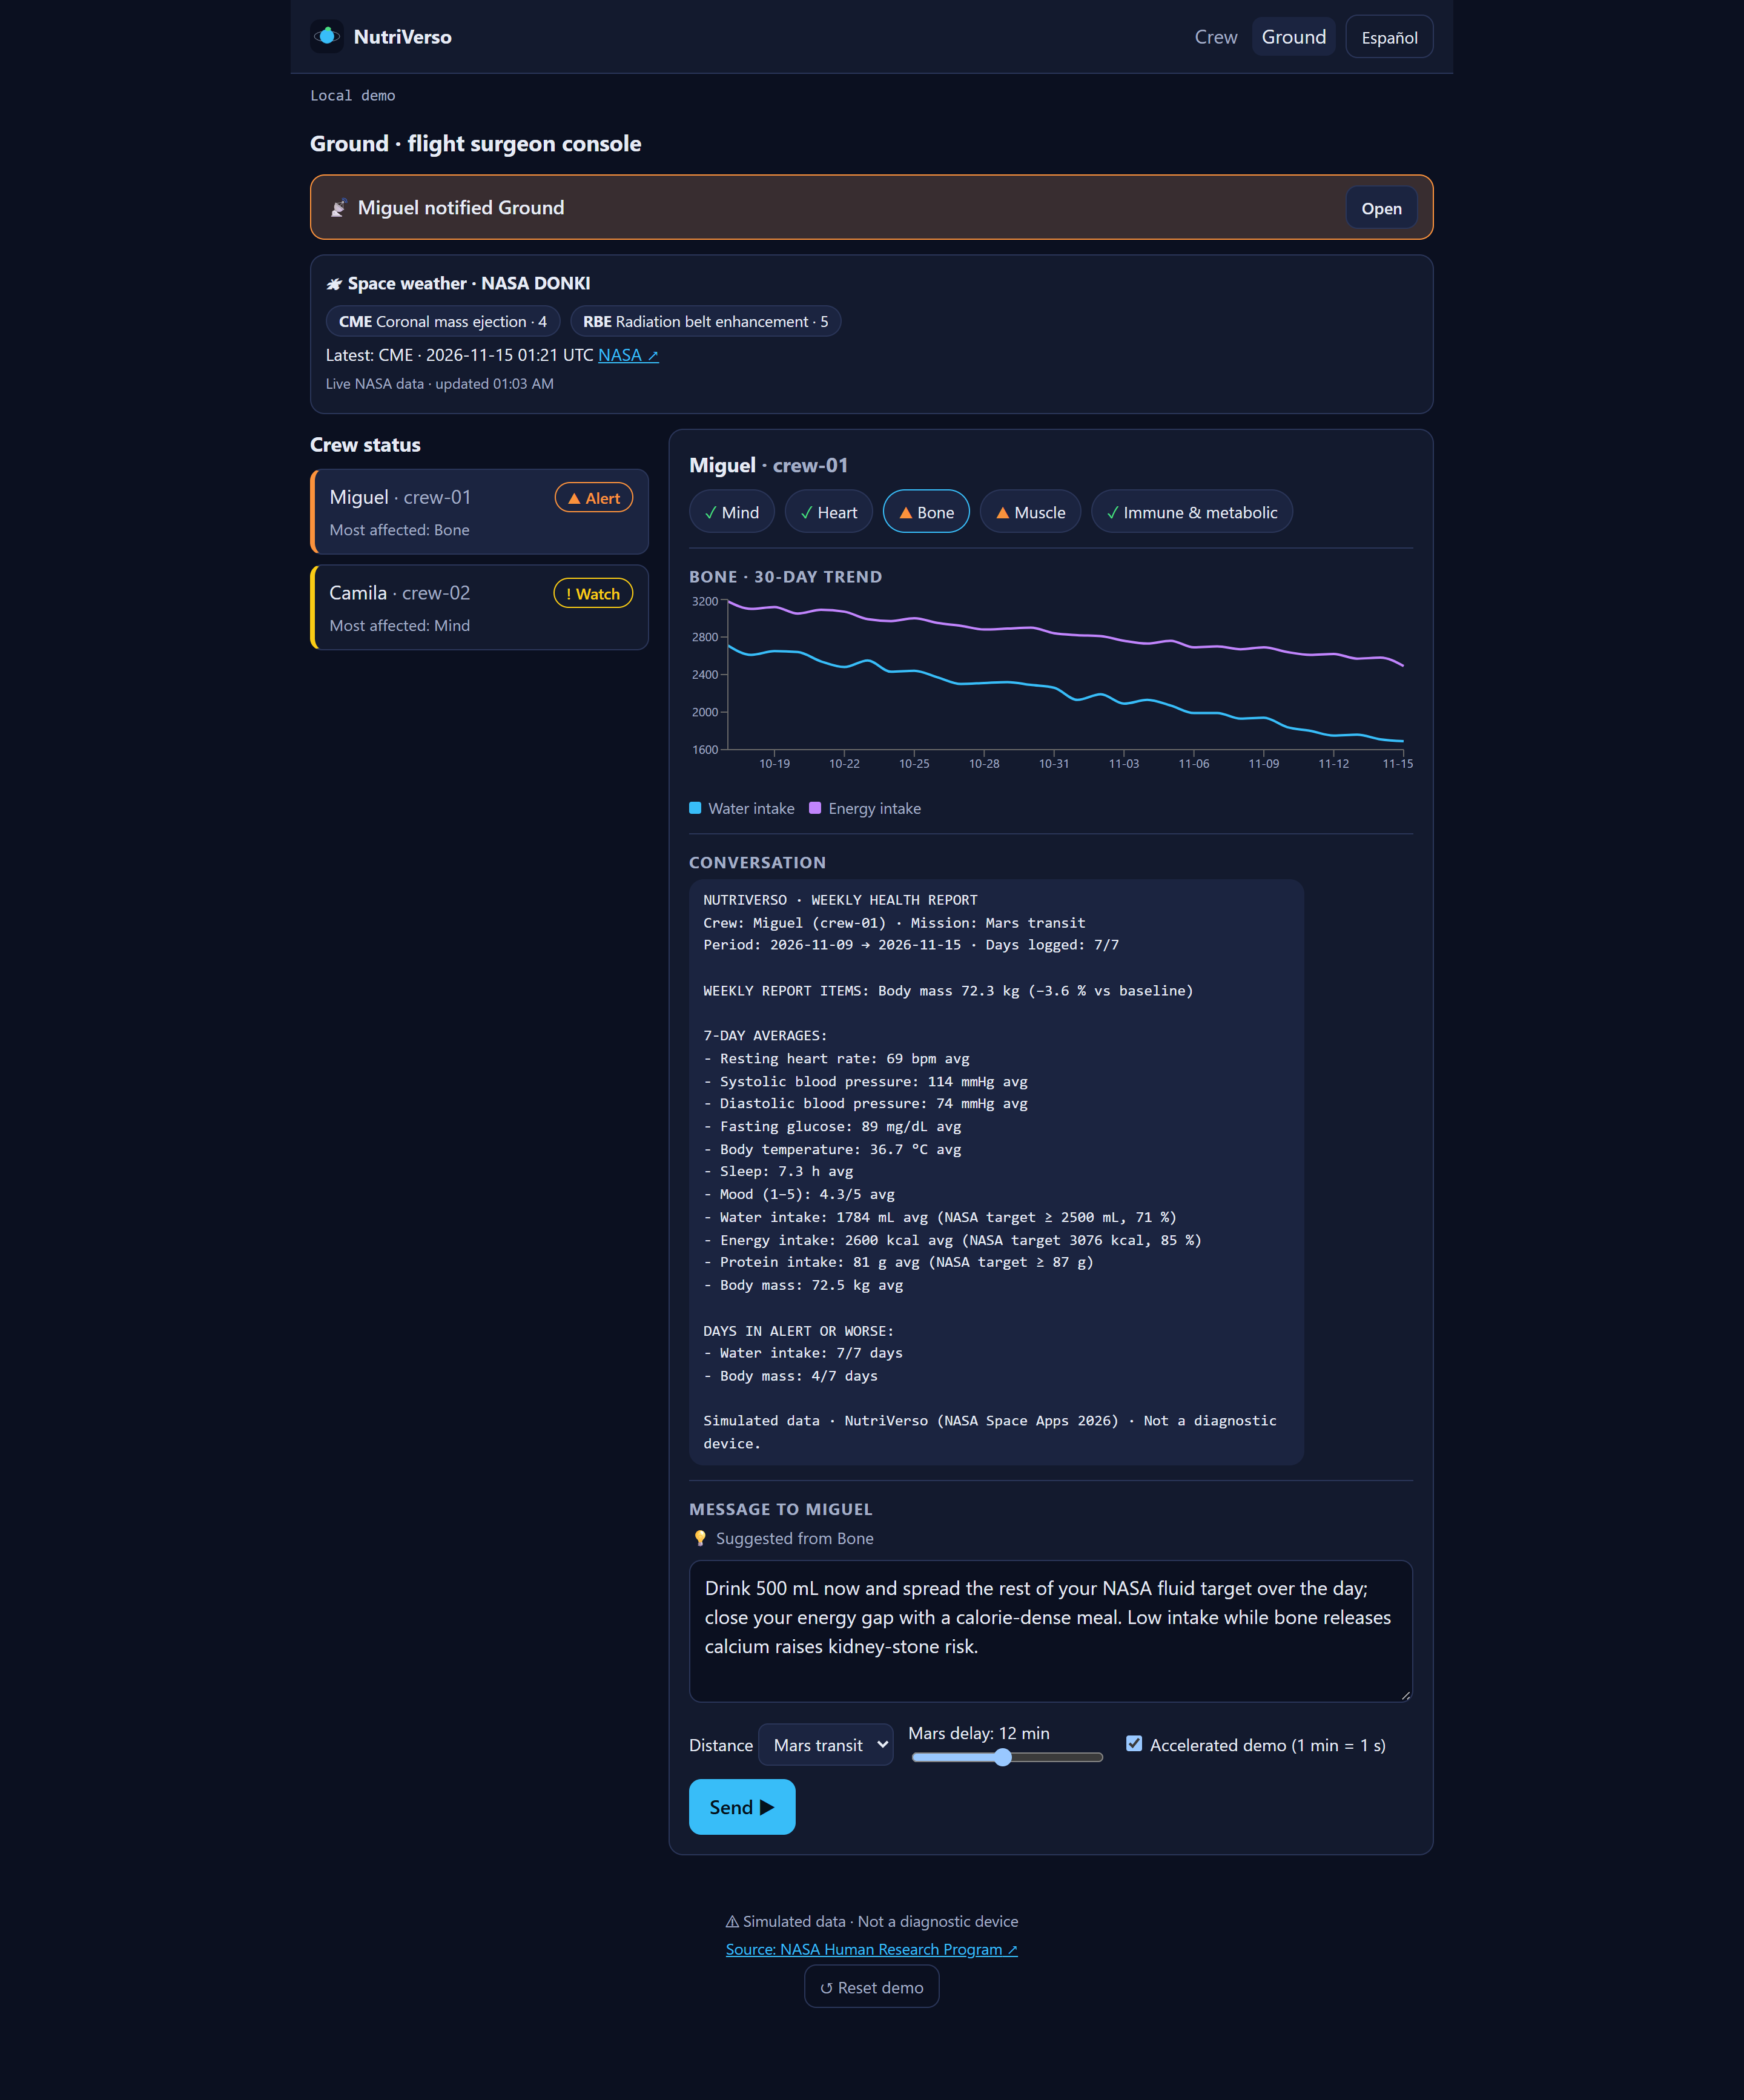 NutriVerso
Crew
Ground
Español
Local demo
Ground · flight surgeon console
Miguel notified Ground
Open
Space weather · NASA DONKI
CME Coronal mass ejection · 4
RBE Radiation belt enhancement · 5
Latest: CME · 2026-11-15 01:21 UTC NASA ↗
Live NASA data · updated 01:03 AM
Crew status
Miguel · crew-01
▲ Alert
Most affected: Bone
Camila · crew-02
! Watch
Most affected: Mind
Miguel · crew-01
✓ Mind
✓ Heart
▲ Bone
▲ Muscle
✓ Immune & metabolic
BONE · 30-DAY TREND
3200
2800
2400
2000
1600
10-19 10-22 10-25 10-28 10-31 11-03 11-06 11-09 11-12 11-15
Water intake
Energy intake
CONVERSATION
NUTRIVERSO · WEEKLY HEALTH REPORT
Crew: Miguel (crew-01) · Mission: Mars transit
Period: 2026-11-09 → 2026-11-15 · Days logged: 7/7
WEEKLY REPORT ITEMS: Body mass 72.3 kg (−3.6 % vs baseline)
7-DAY AVERAGES:
- Resting heart rate: 69 bpm avg
- Systolic blood pressure: 114 mmHg avg
- Diastolic blood pressure: 74 mmHg avg
- Fasting glucose: 89 mg/dL avg
- Body temperature: 36.7 °C avg
- Sleep: 7.3 h avg
- Mood (1–5): 4.3/5 avg
- Water intake: 1784 mL avg (NASA target ≥ 2500 mL, 71 %)
- Energy intake: 2600 kcal avg (NASA target 3076 kcal, 85 %)
- Protein intake: 81 g avg (NASA target ≥ 87 g)
- Body mass: 72.5 kg avg
DAYS IN ALERT OR WORSE:
- Water intake: 7/7 days
- Body mass: 4/7 days
Simulated data · NutriVerso (NASA Space Apps 2026) · Not a diagnostic
device.
MESSAGE TO MIGUEL
Suggested from Bone
Drink 500 mL now and spread the rest of your NASA fluid target over the day;
close your energy gap with a calorie-dense meal. Low intake while bone releases
calcium raises kidney-stone risk.
Distance
Mars transit
Mars delay: 12 min
Accelerated demo (1 min = 1 s)
Send ▶
⚠ Simulated data · Not a diagnostic device
Source: NASA Human Research Program ↗
↺ Reset demo